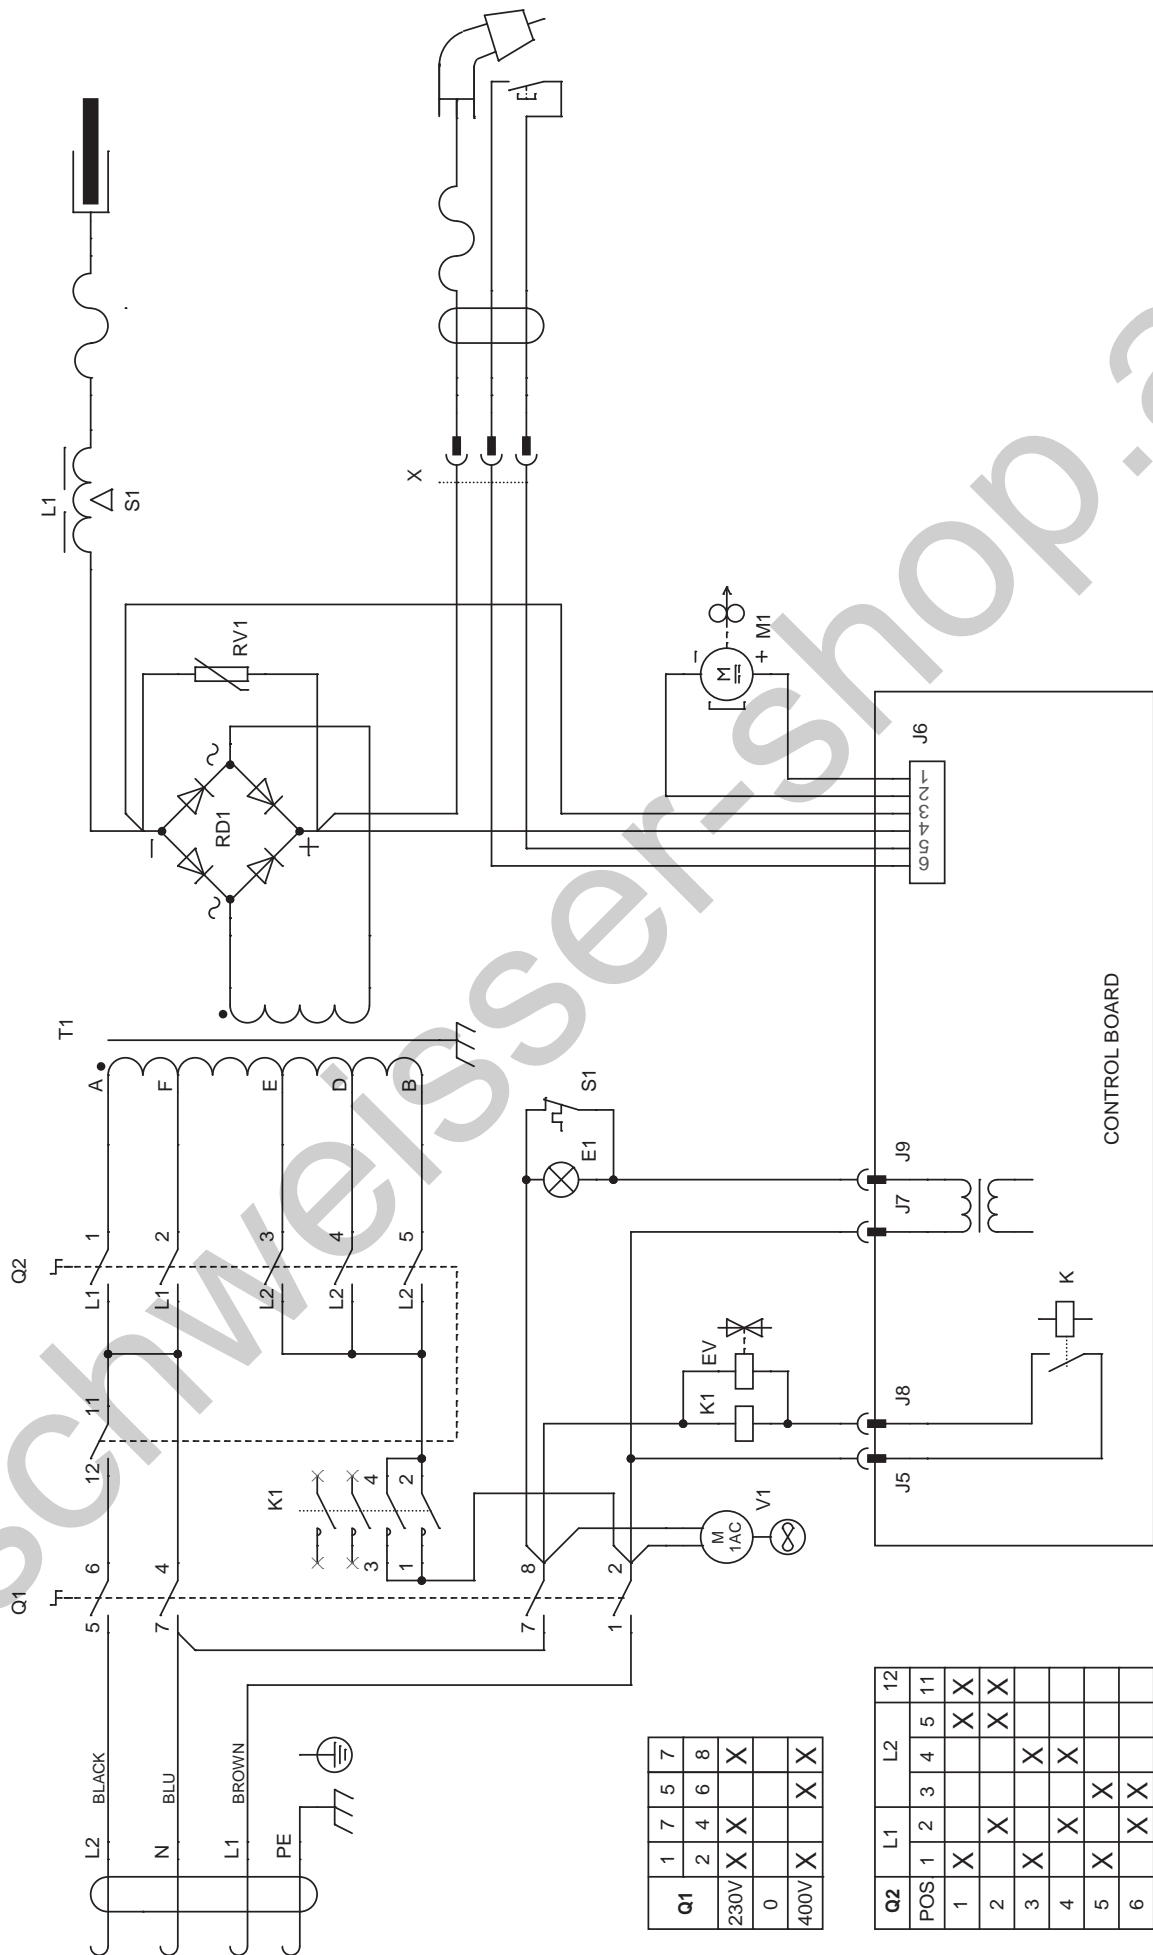 L1
S1
X
RV1
RD1
M
M1
+
−
J6
1
2
3
4
5
6
T1
A
F
E
D
B
S1
E1
J9
J7
CONTROL BOARD
Q2
1
2
3
4
5
L1
L1
L2
L2
L2
K
EV
K1
J8
J5
11
12
K1
4
2
3
1
M
1AC
V1
Q1
6
4
8
2
5
7
7
1
BLACK
BLU
BROWN
L2
N
L1
PE
Q1 1 7 5 7
2 4 6 8
230V X X X
0
400V X X X
Q2 L1 L2 12
POS. 1 2 3 4 5 11
1 X X X
2 X X X
3 X X
4 X X
5 X X
6 X X
schweisser-shop.a